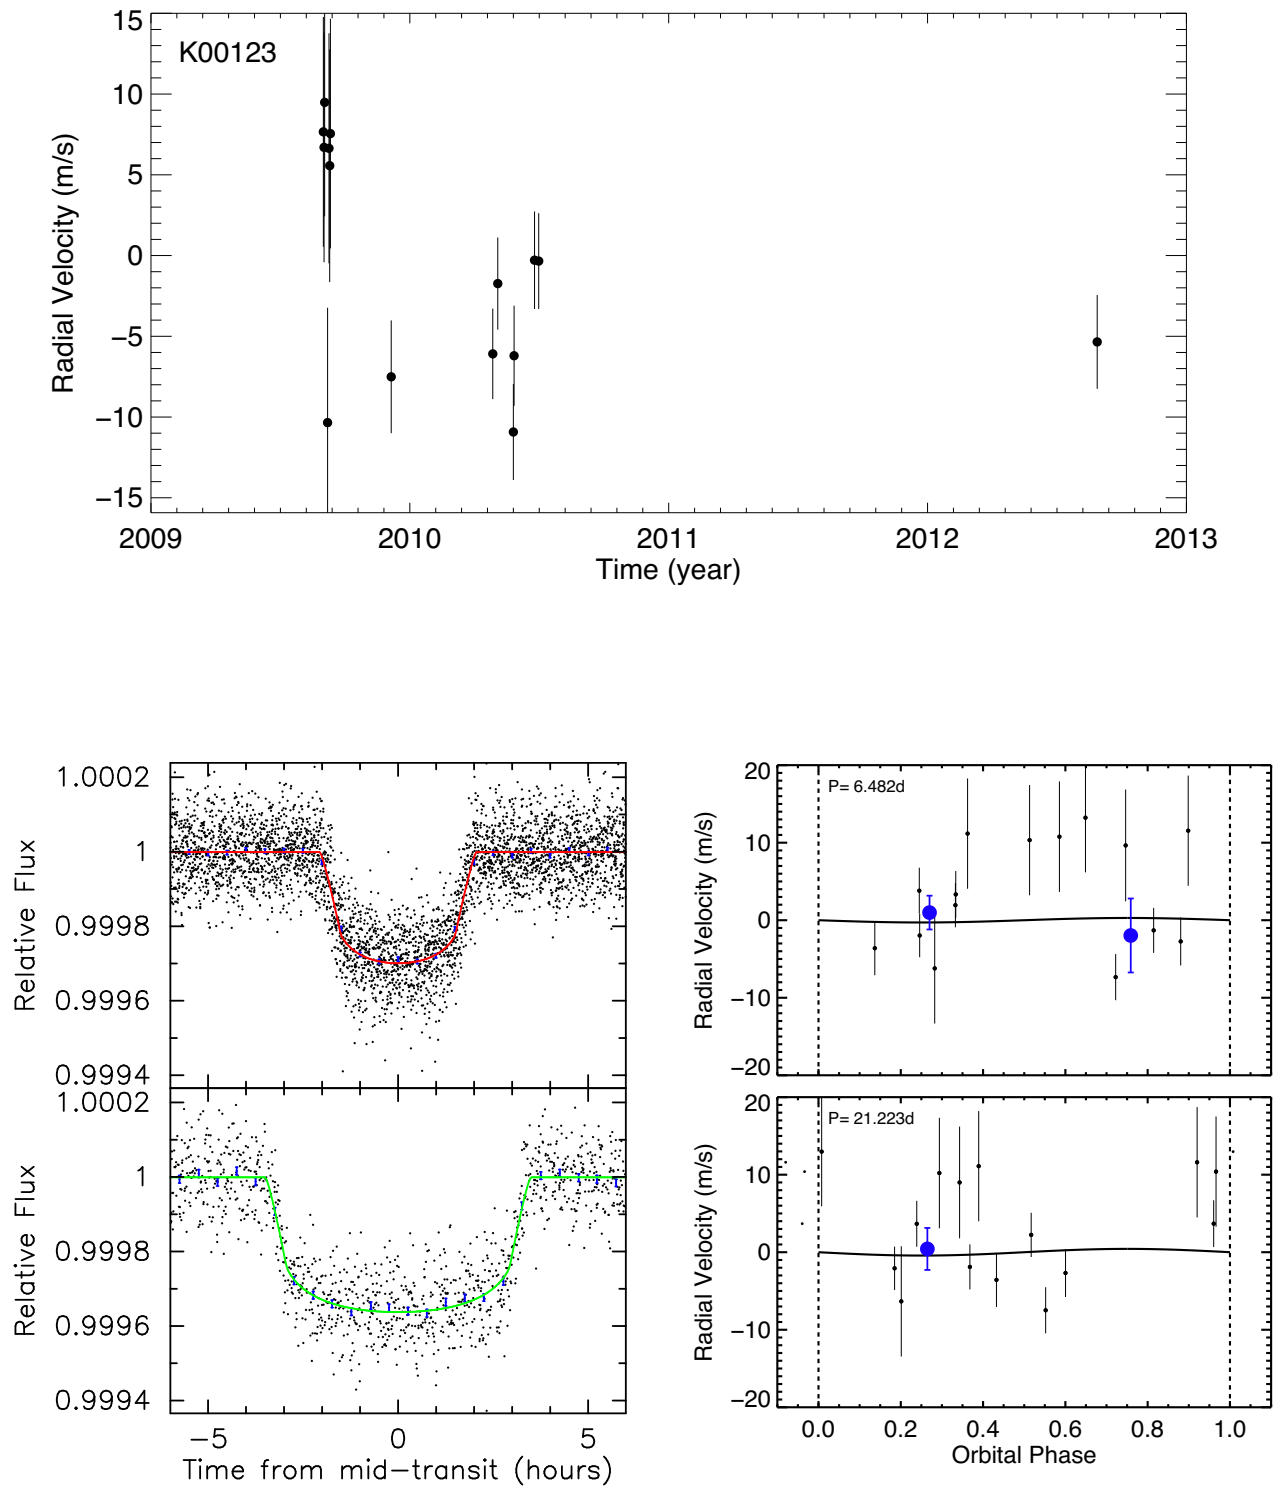 K00123
Radial Velocity (m/s)
15
10
5
0
−5
−10
−15
2009 2010 2011 2012 2013
Time (year)
Relative Flux
1.0002
1
0.9998
0.9996
0.9994
Relative Flux
1.0002
1
0.9998
0.9996
0.9994
−5 0 5
Time from mid−transit (hours)
P= 6.482d
Radial Velocity (m/s)
20
10
0
−10
−20
P= 21.223d
Radial Velocity (m/s)
20
10
0
−10
−20
0.0 0.2 0.4 0.6 0.8 1.0
Orbital Phase